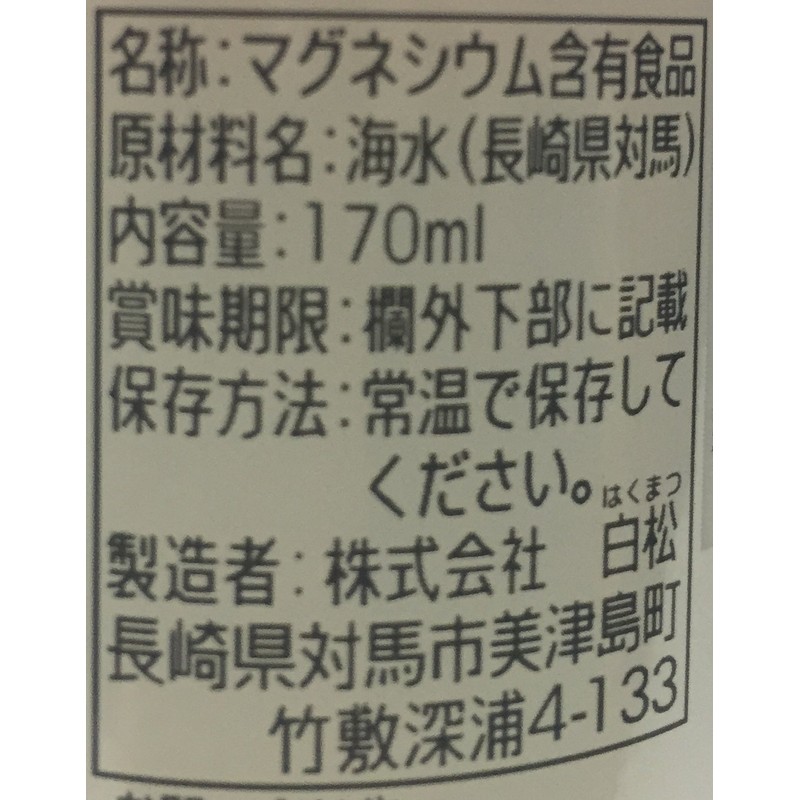 名称:マグネシウム含有食品
原材料名:海水(長崎県対馬)
内容量:170ml
賞味期限:欄外下部に記載
保存方法:常温で保存して
ください。
はくまつ
製造者:株式会社 白松
長崎県対馬市美津島町
竹敷深浦4-133